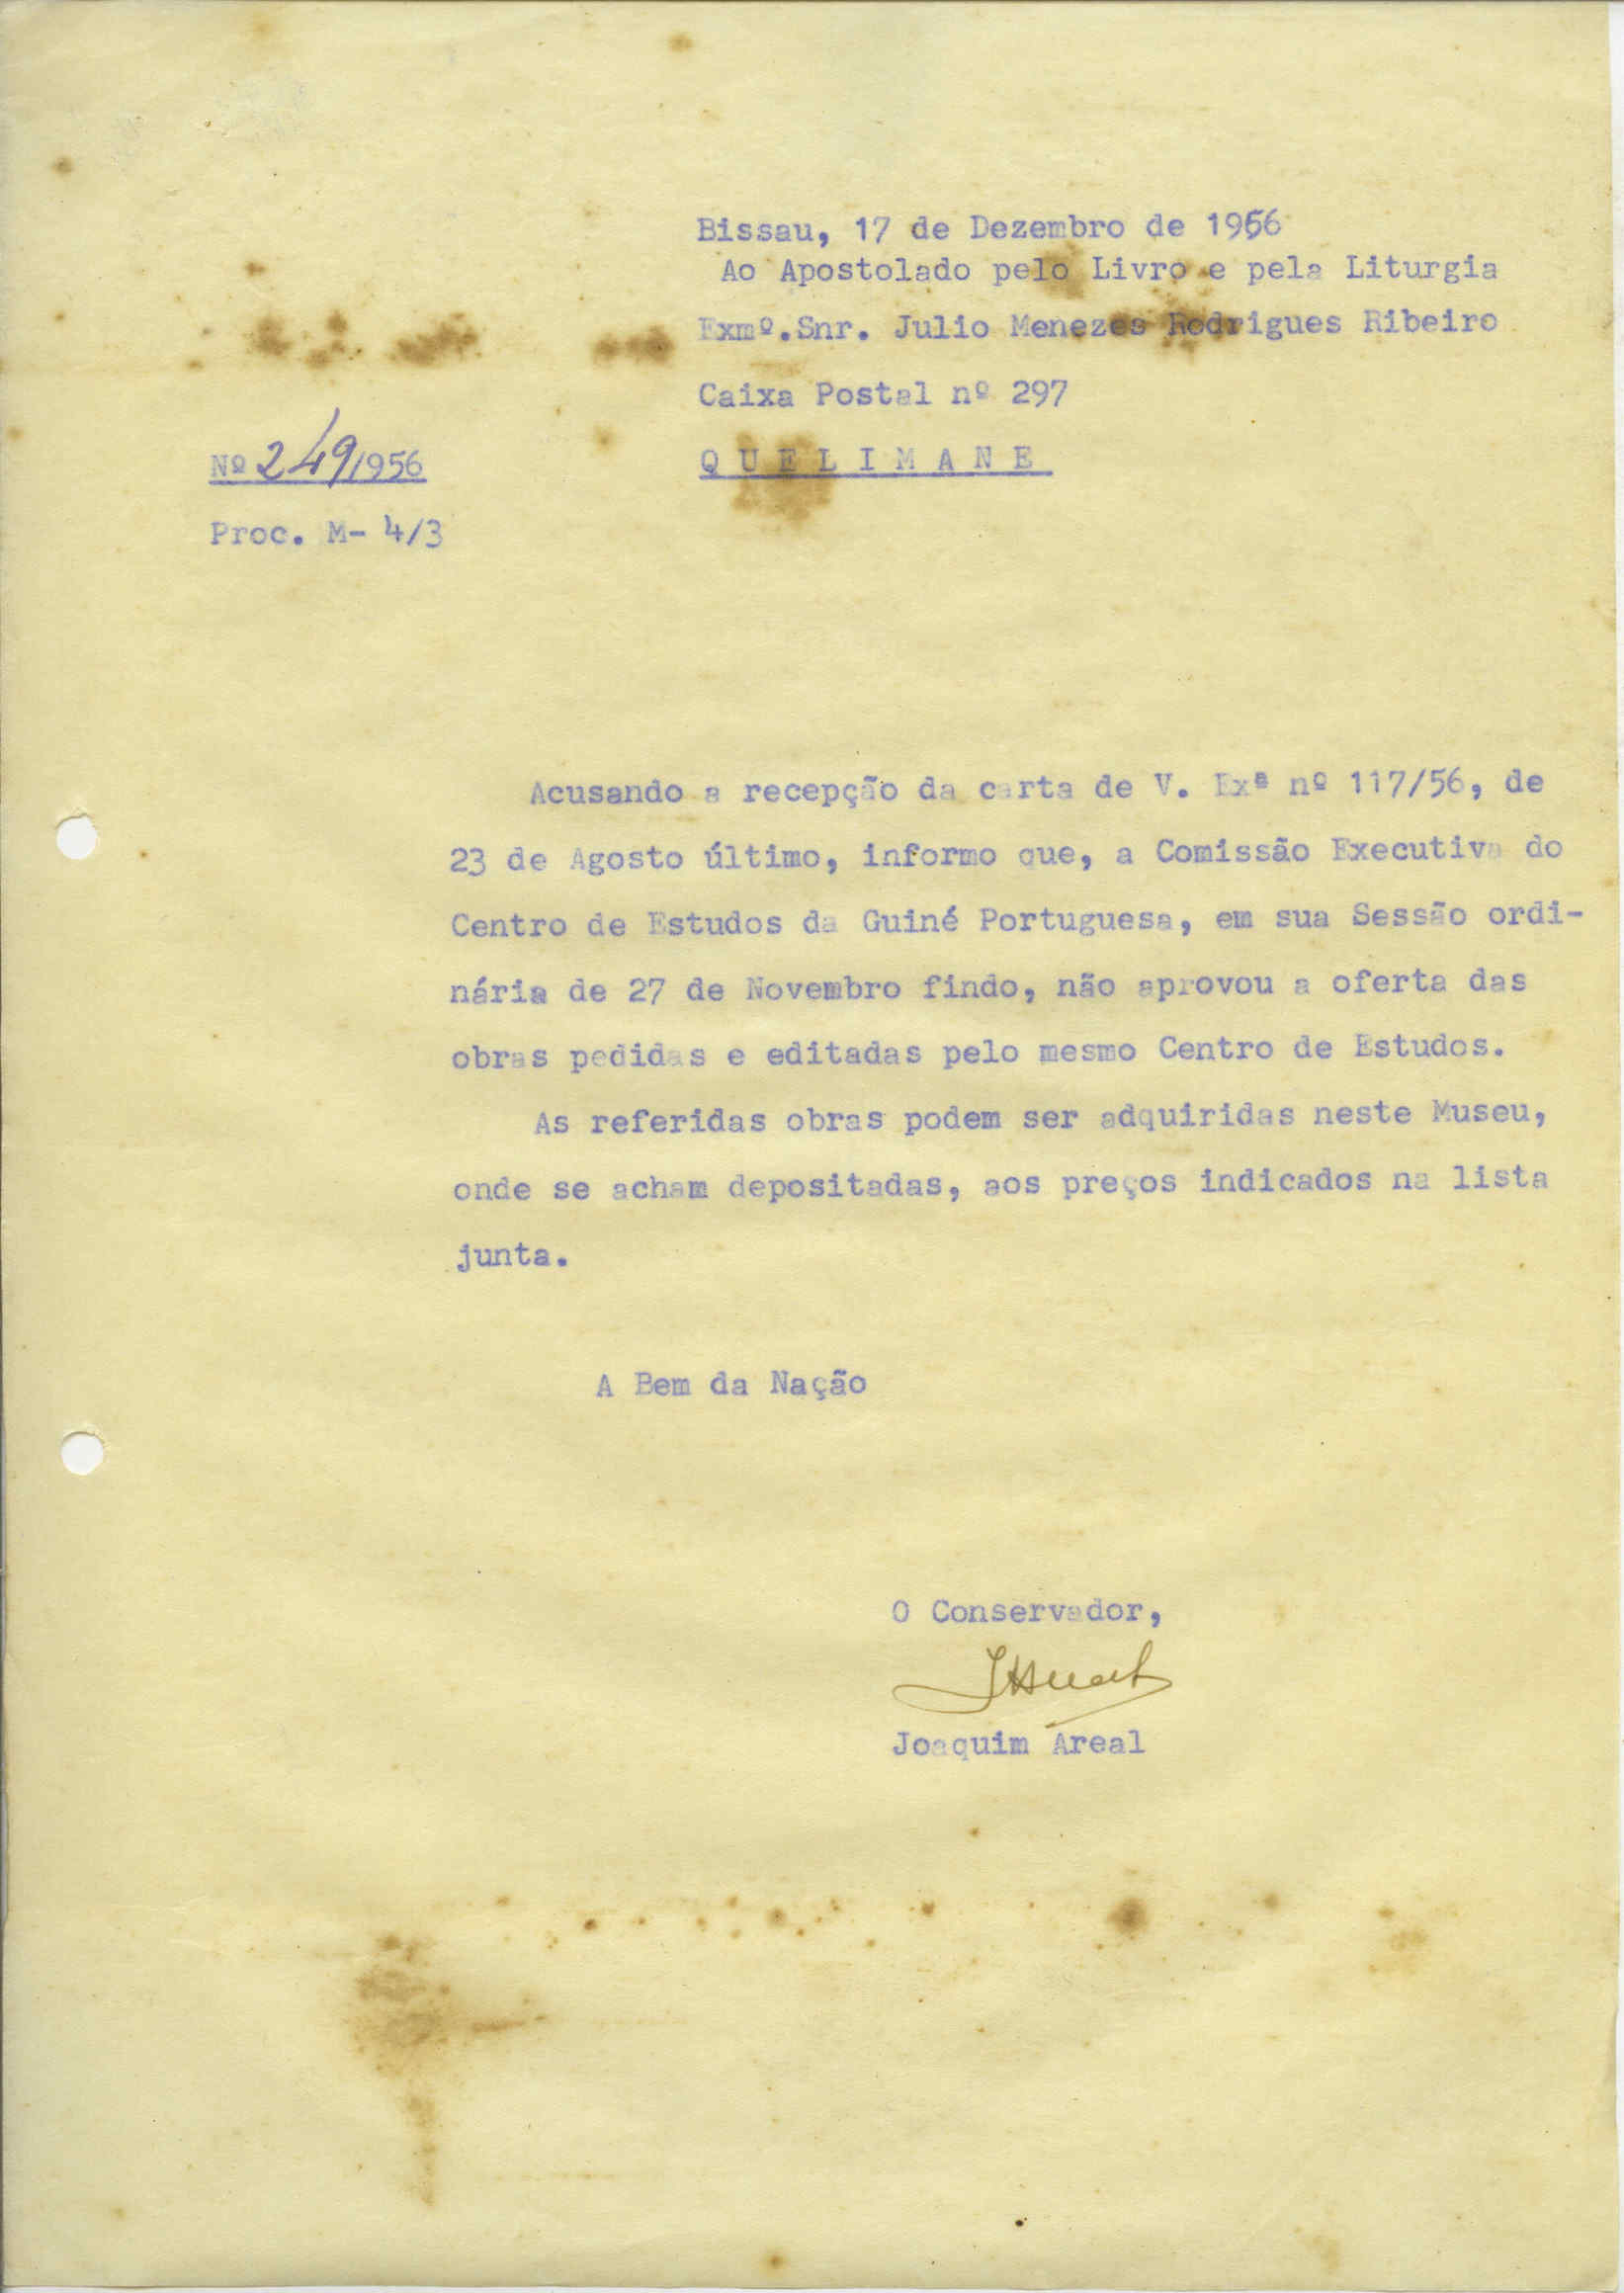 Bissau, 17 de Dezembro de 1956
Ao Apostolado pelo Livro e pela Liturgia
Exmº.Snr. Julio Menezes Rodrigues Ribeiro
Caixa Postal nº 297
QUELIMANE
Nº 249/956
Proc. M- 4/3
Acusando a recepção da carta de V. Exª nº 117/56, de
23 de Agosto último, informo que, a Comissão Executiva do
Centro de Estudos da Guiné Portuguesa, em sua Sessão ordi-
nária de 27 de Novembro findo, não aprovou a oferta das
obras pedidas e editadas pelo mesmo Centro de Estudos.
As referidas obras podem ser adquiridas neste Museu,
onde se acham depositadas, aos preços indicados na lista
junta.
A Bem da Nação
O Conservador,
Joaquim Areal